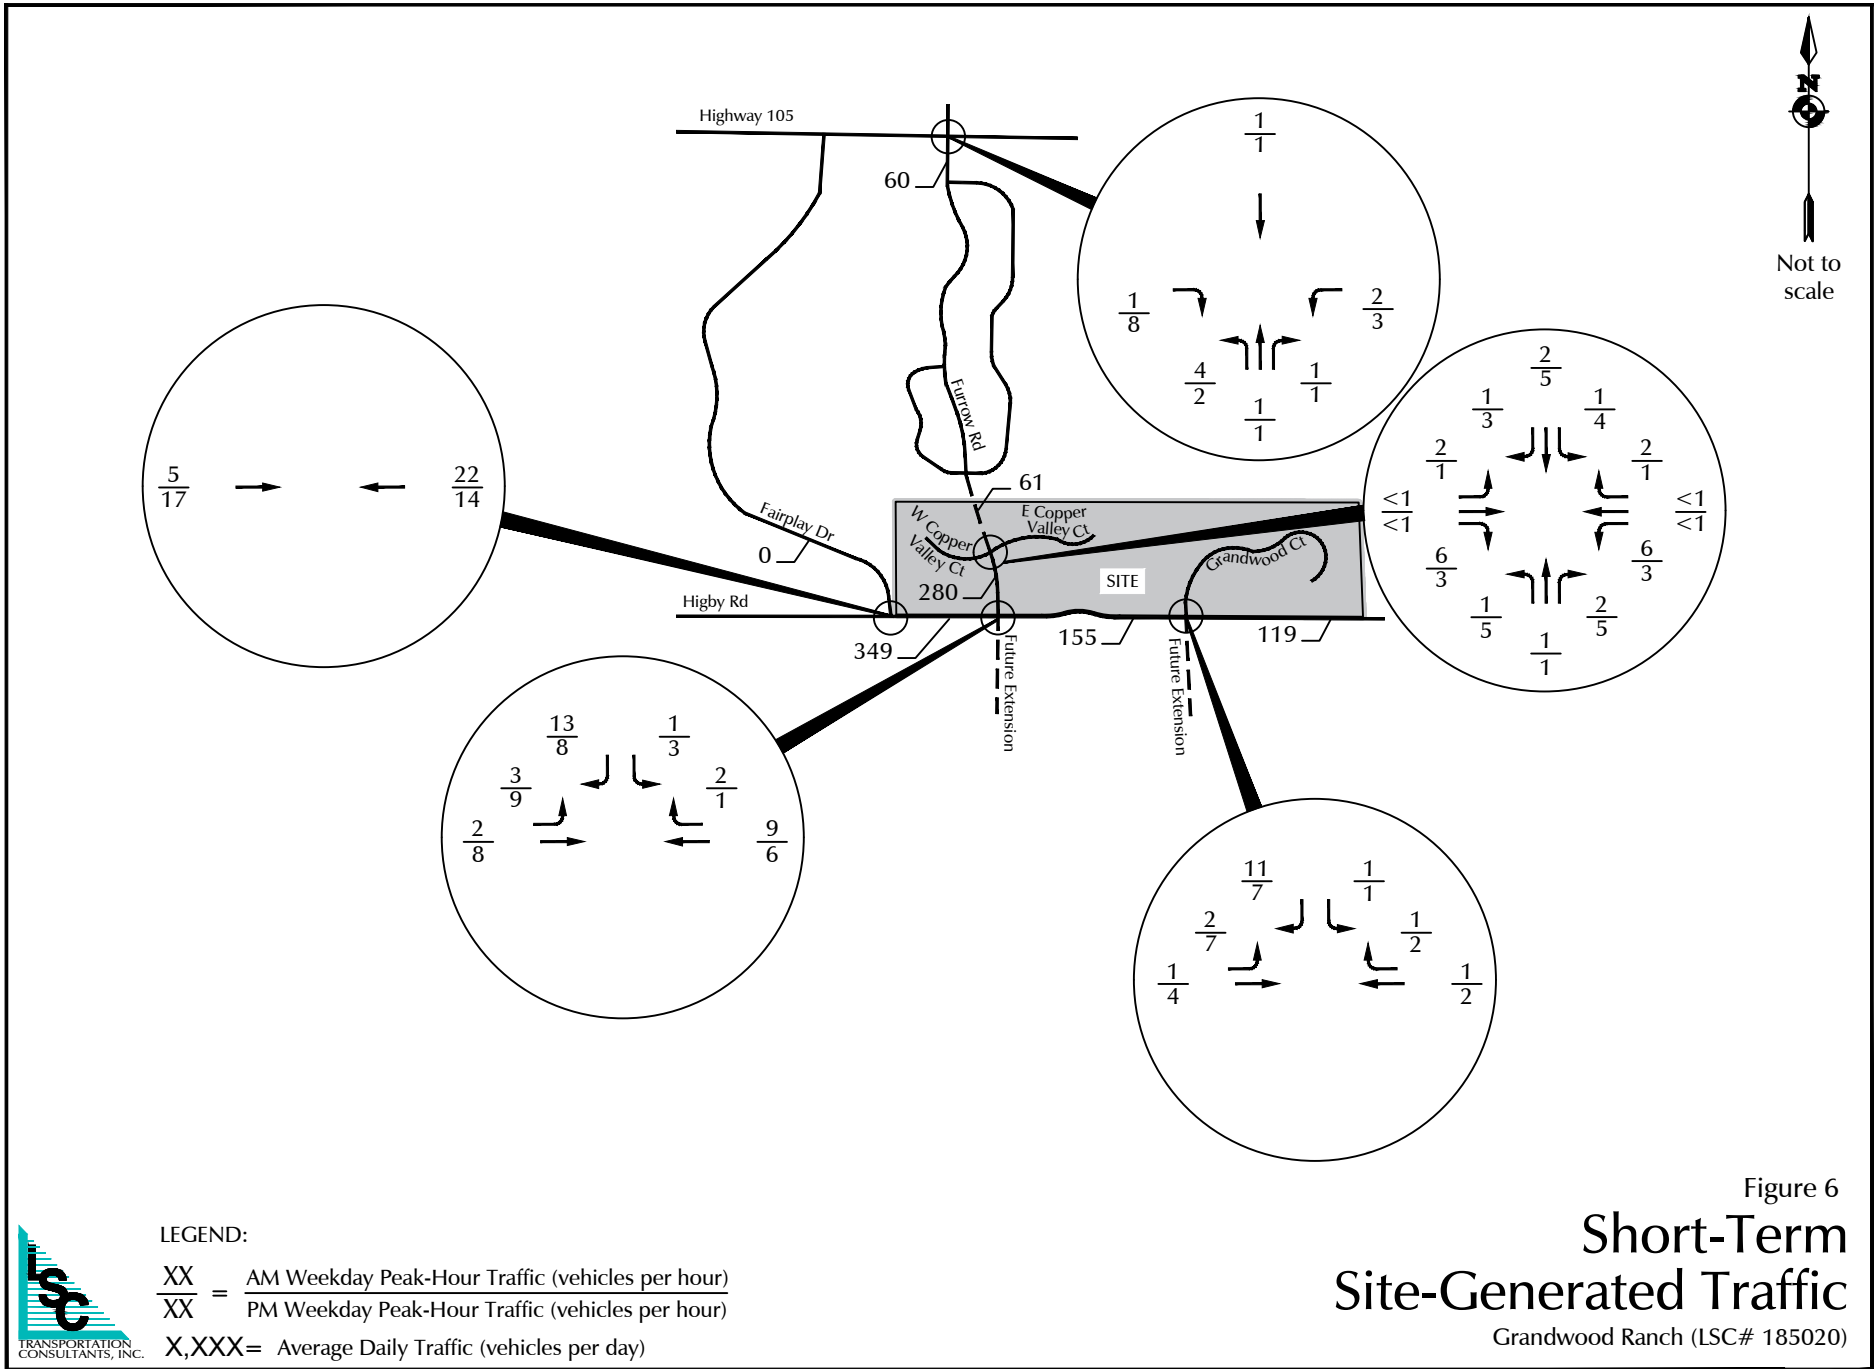 Highway 105
N
Not to
scale
60
1
1
1
8
2
3
4
2
1
1
1
1
Furrow Rd
5
17
22
14
2
5
1
3
1
4
2
1
2
1
<1
<1
<1
<1
6
3
6
3
1
5
2
5
1
1
61
Fairplay Dr
0
W Copper
Valley Ct
E Copper
Valley Ct
Grandwood Ct
SITE
280
Higby Rd
349
155
119
Future Extension
Future Extension
13
8
1
3
3
9
2
1
2
8
9
6
11
7
1
1
2
7
1
2
1
4
1
2
Figure 6
Short-Term
Site-Generated Traffic
Grandwood Ranch (LSC# 185020)
LEGEND:
XX
XX
=
AM Weekday Peak-Hour Traffic (vehicles per hour)
PM Weekday Peak-Hour Traffic (vehicles per hour)
X,XXX= Average Daily Traffic (vehicles per day)
LSC
TRANSPORTATION
CONSULTANTS, INC.